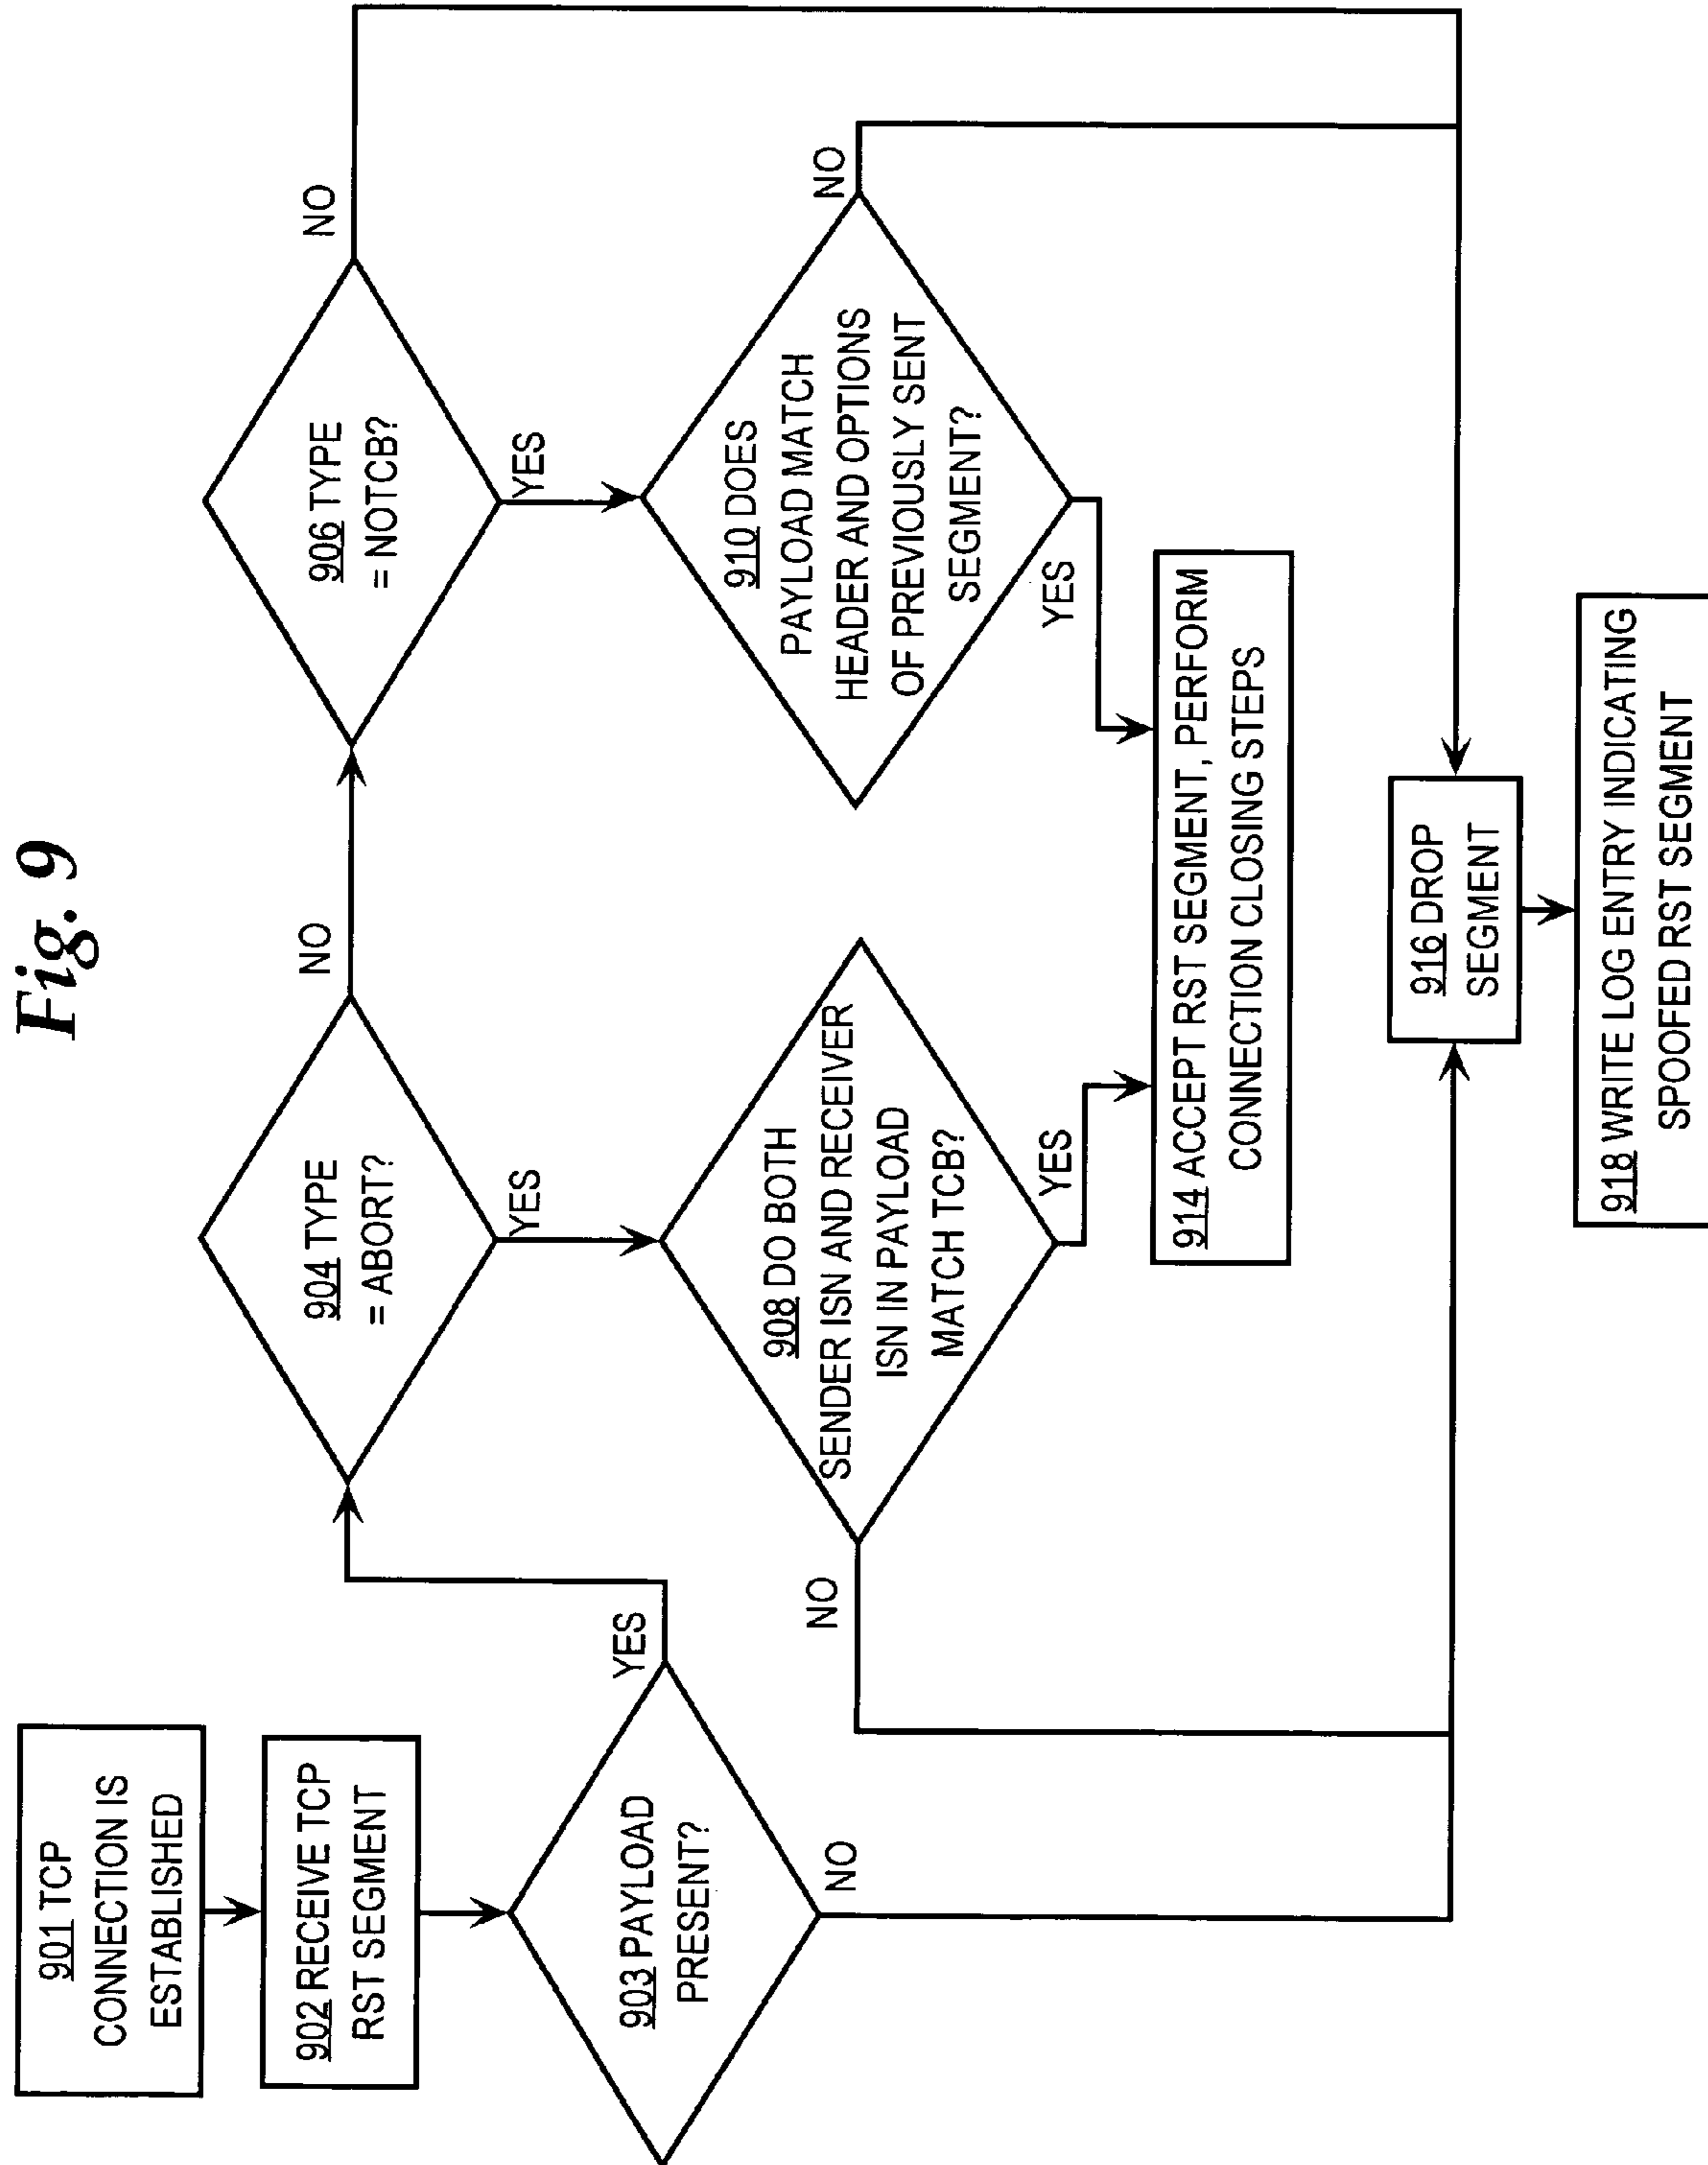 Fig. 9
901 TCP
CONNECTION IS
ESTABLISHED
902 RECEIVE TCP
RST SEGMENT
903 PAYLOAD
PRESENT?
YES
NO
904 TYPE
= ABORT?
NO
YES
906 TYPE
= NOTCB?
NO
YES
908 DO BOTH
SENDER ISN AND RECEIVER
ISN IN PAYLOAD
MATCH TCB?
NO
YES
910 DOES
PAYLOAD MATCH
HEADER AND OPTIONS
OF PREVIOUSLY SENT
SEGMENT?
NO
YES
914 ACCEPT RST SEGMENT, PERFORM
CONNECTION CLOSING STEPS
916 DROP
SEGMENT
918 WRITE LOG ENTRY INDICATING
SPOOFED RST SEGMENT